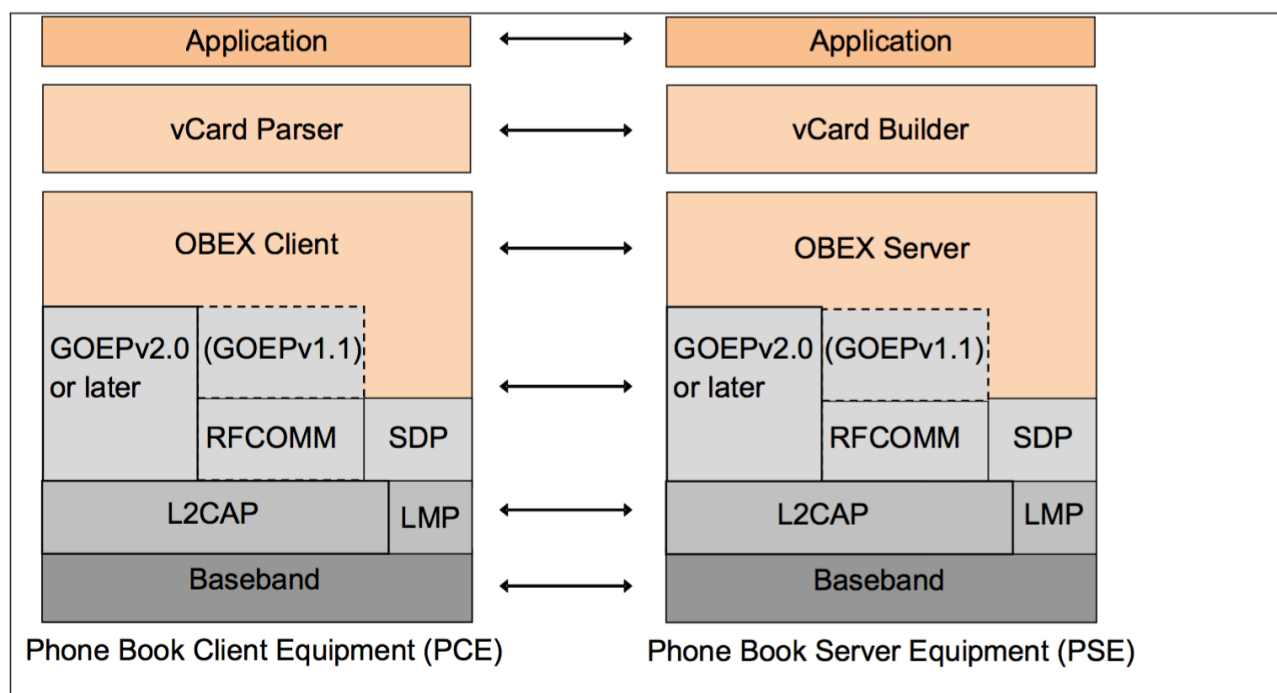 Application
vCard Parser
OBEX Client
GOEPv2.0
or later
(GOEPv1.1)
RFCOMM
SDP
L2CAP
LMP
Baseband
Phone Book Client Equipment (PCE)
Application
vCard Builder
OBEX Server
GOEPv2.0
or later
(GOEPv1.1)
RFCOMM
SDP
L2CAP
LMP
Baseband
Phone Book Server Equipment (PSE)